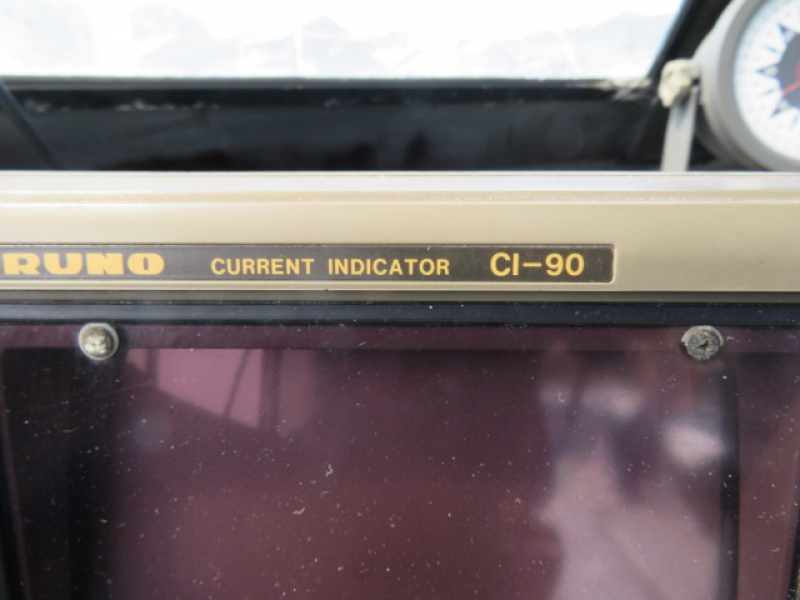 RUNO CURRENT INDICATOR CI-90